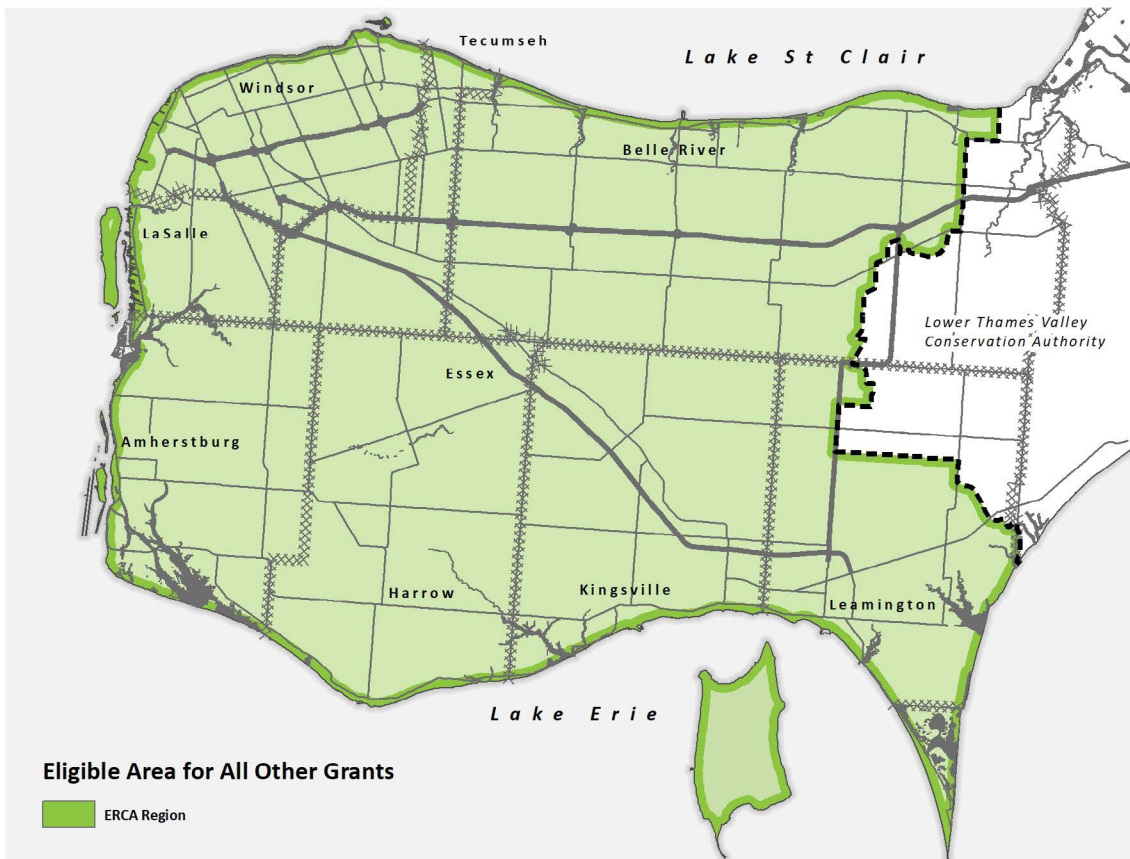 Tecumseh
Lake St Clair
Windsor
Belle River
LaSalle
Lower Thames Valley
Conservation Authority
Essex
Amherstburg
Harrow
Kingsville
Leamington
Lake Erie
Eligible Area for All Other Grants
ERCA Region